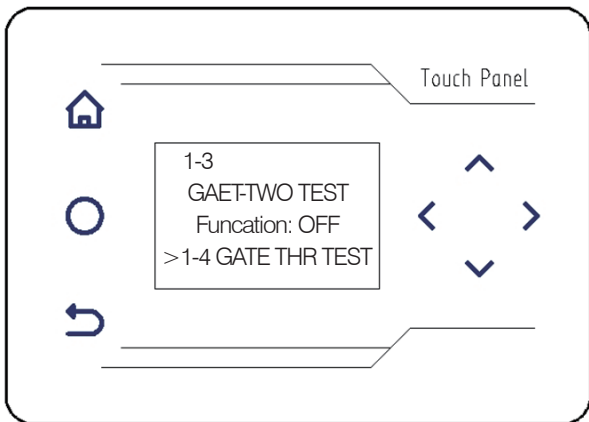 Touch Panel
1-3
GAET-TWO TEST
Funcation: OFF
>1-4 GATE THR TEST